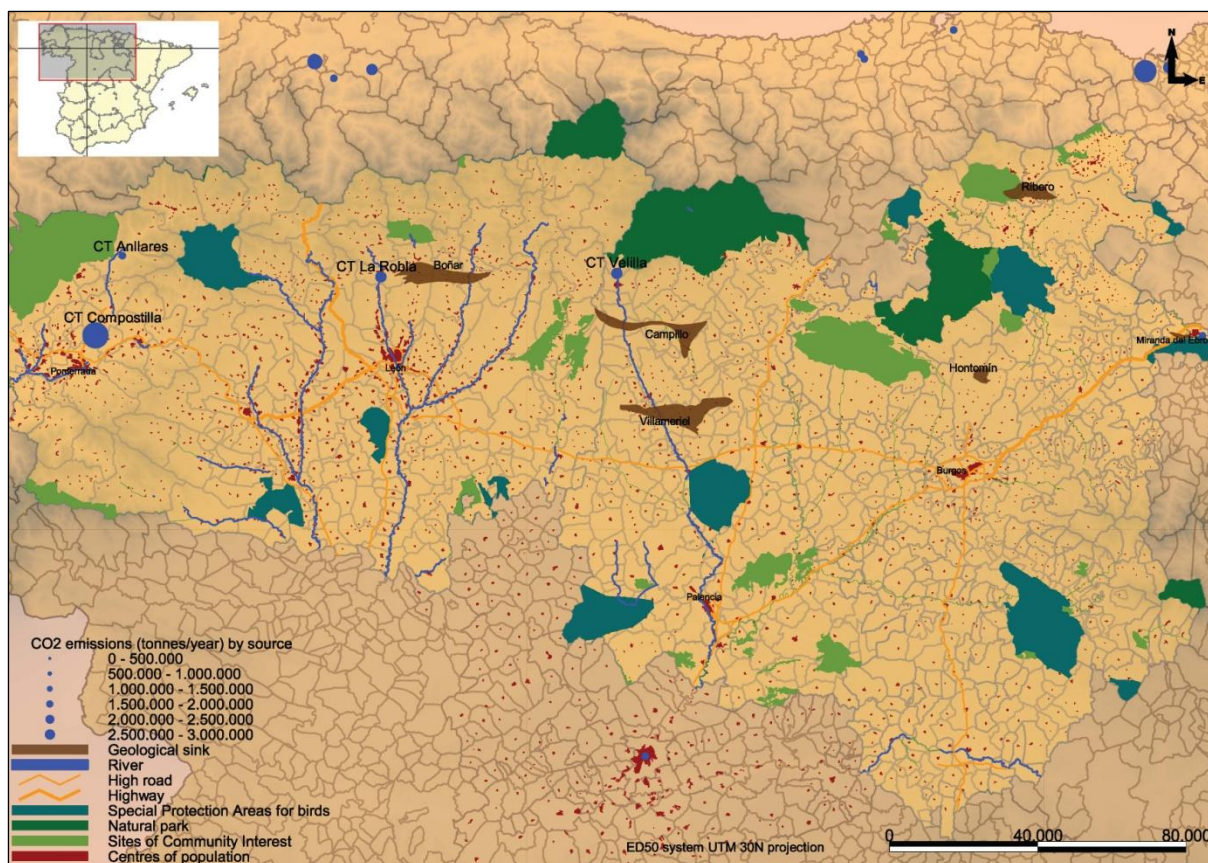 N
E
Ribero
CT Anllares
CT La Robla
Boñar
CT Velilla
CT Compostilla
Campillo
Miranda del Ebro
León
Ponferrada
Hontomín
Villameriel
Burgos
Palencia
CO2 emissions (tonnes/year) by source
0 - 500.000
500.000 - 1.000.000
1.000.000 - 1.500.000
1.500.000 - 2.000.000
2.000.000 - 2.500.000
2.500.000 - 3.000.000
Geological sink
River
High road
Highway
Special Protection Areas for birds
Natural park
Sites of Community Interest
Centres of population
0 40.000 80.000
ED50 system UTM 30N projection